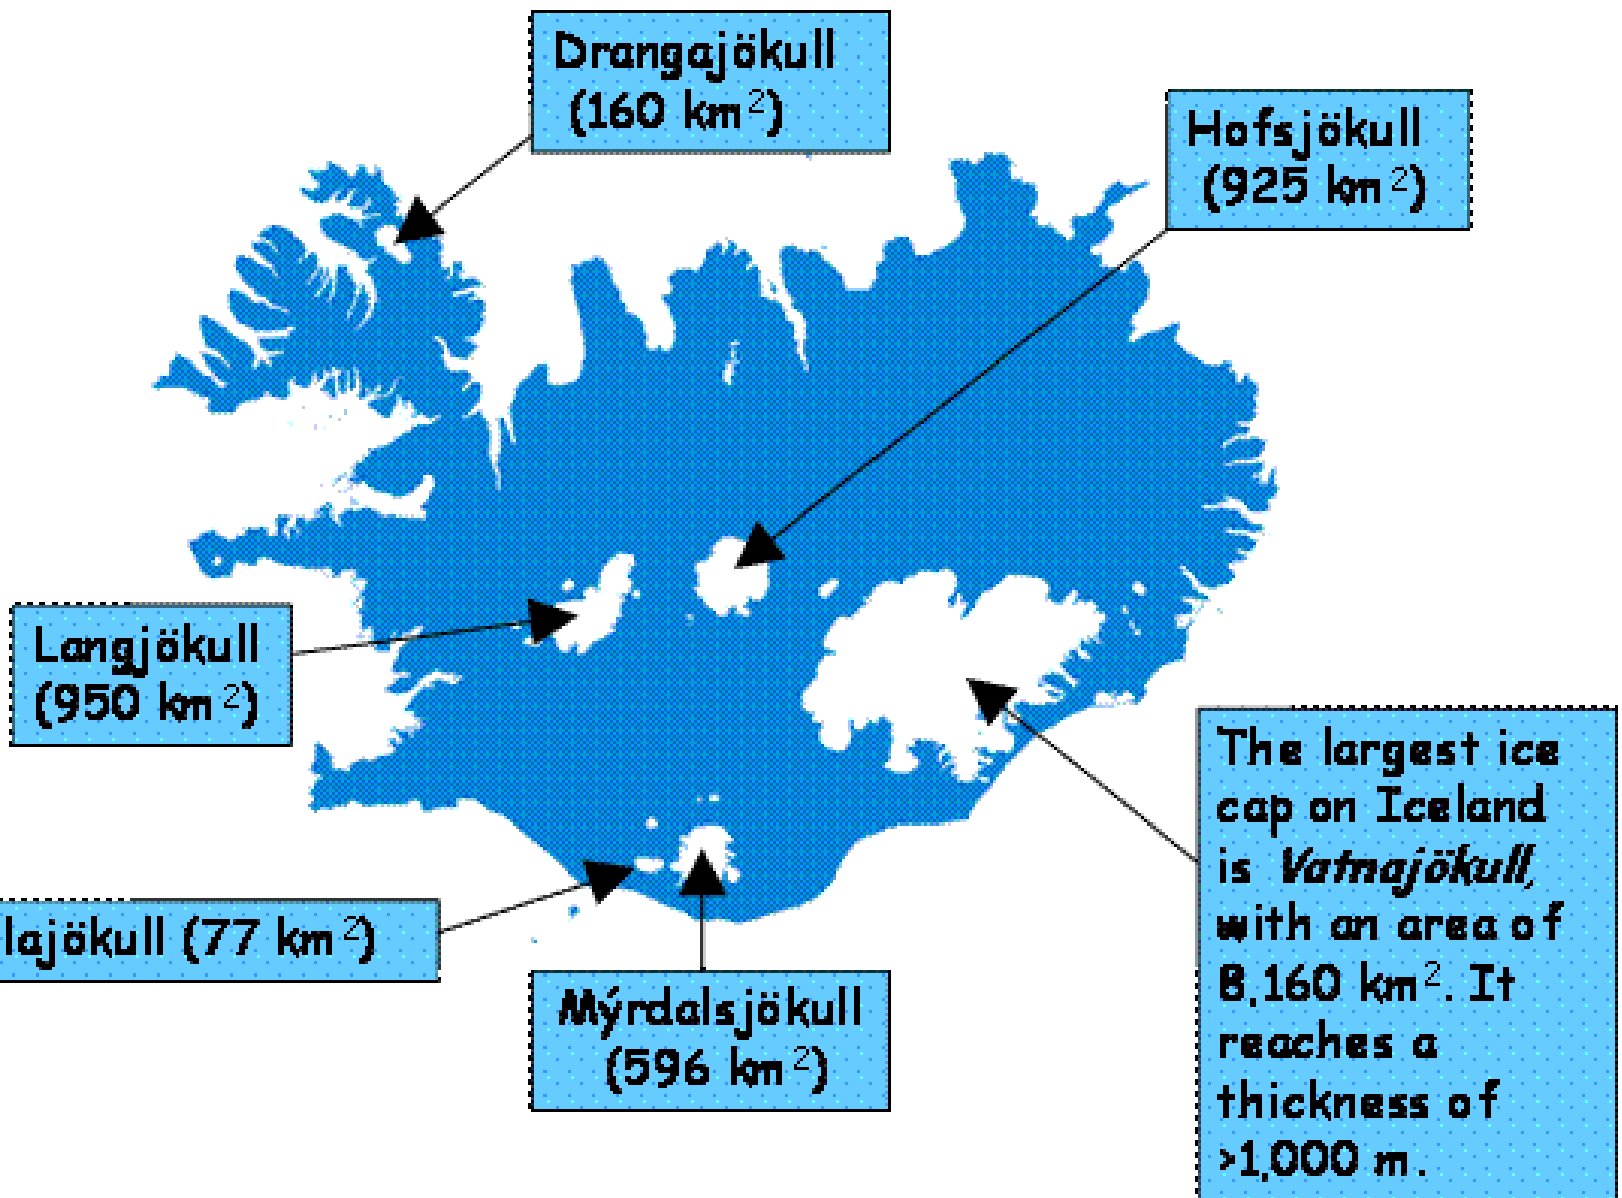 Drangajökull
(160 km²)
Hofsjökull
(925 km²)
Langjökull
(950 km²)
lajökull (77 km²)
Mýrdalsjökull
(596 km²)
The largest ice
cap on Iceland
is Vatnajökull,
with an area of
8,160 km². It
reaches a
thickness of
>1,000 m.